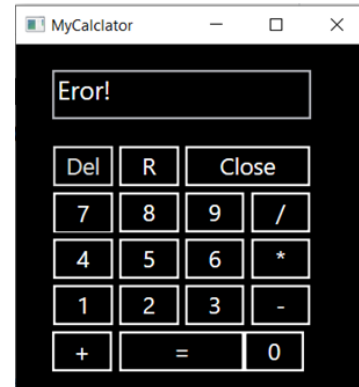 MyCalclator
Eror!
Del R Close
7 8 9 /
4 5 6 *
1 2 3 -
+ = 0